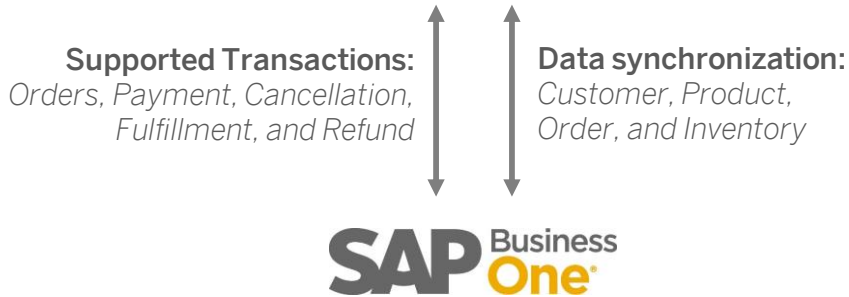 Supported Transactions:
Orders, Payment, Cancellation,
Fulfillment, and Refund
Data synchronization:
Customer, Product,
Order, and Inventory
SAP Business
One®